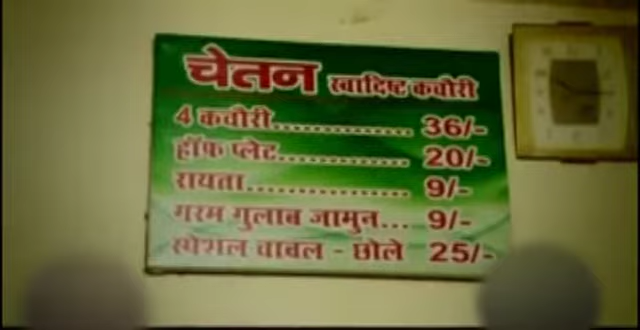 चेतन स्वादिष्ट कचौरी
4 कचौरी.................. 36/-
हॉफ प्लेट................. 20/-
रायता..................... 9/-
गरम गुलाब जामुन.... 9/-
स्पेशल चावल - छोले 25/-